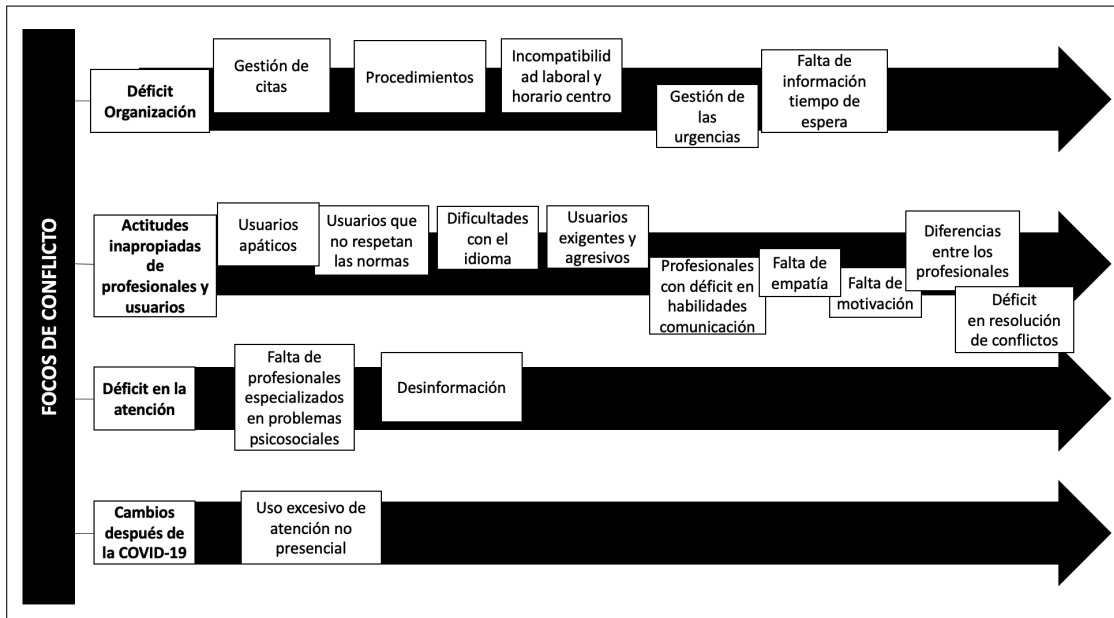 FOCOS DE CONFLICTO
Déficit
Organización
Gestión de
citas
Procedimientos
Incompatibilid
ad laboral y
horario centro
Gestión de
las
urgencias
Falta de
información
tiempo de
espera
Actitudes
inapropiadas
de
profesionales y
usuarios
Usuarios
apáticos
Usuarios que
no respetan
las normas
Dificultades
con el
idioma
Usuarios
exigentes y
agresivos
Profesionales
con déficit en
habilidades
comunicación
Falta de
empatía
Falta de
motivación
Diferencias
entre los
profesionales
Déficit
en resolución
de conflictos
Déficit en la
atención
Falta de
profesionales
especializados
en problemas
psicosociales
Desinformación
Cambios
después de
la COVID-19
Uso excesivo de
atención no
presencial